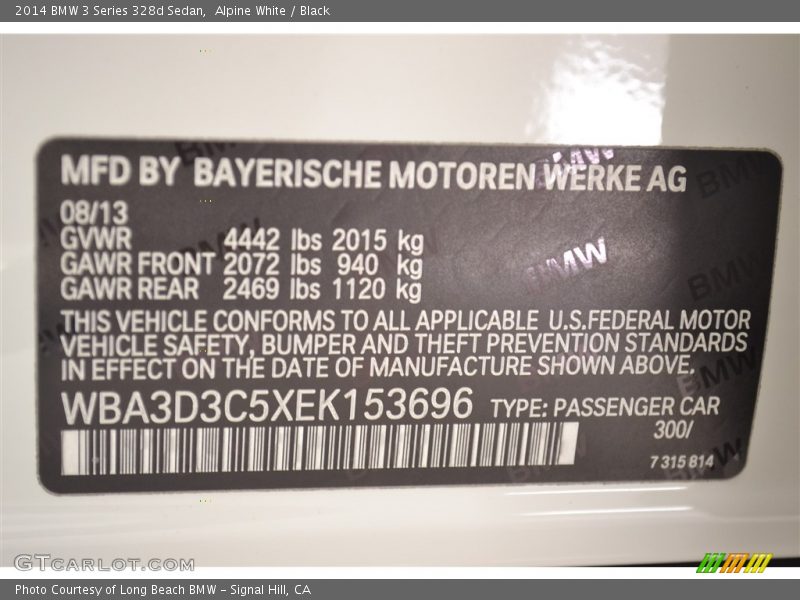 2014 BMW 3 Series 328d Sedan, Alpine White / Black
MFD BY BAYERISCHE MOTOREN WERKE AG
08/13
GVWR 4442 lbs 2015 kg
GAWR FRONT 2072 lbs 940 kg
GAWR REAR 2469 lbs 1120 kg
THIS VEHICLE CONFORMS TO ALL APPLICABLE U.S.FEDERAL MOTOR
VEHICLE SAFETY, BUMPER AND THEFT PREVENTION STANDARDS
IN EFFECT ON THE DATE OF MANUFACTURE SHOWN ABOVE.
WBA3D3C5XEK153696 TYPE: PASSENGER CAR
300/
7 315 814
GTCARLOT.COM
Photo Courtesy of Long Beach BMW - Signal Hill, CA